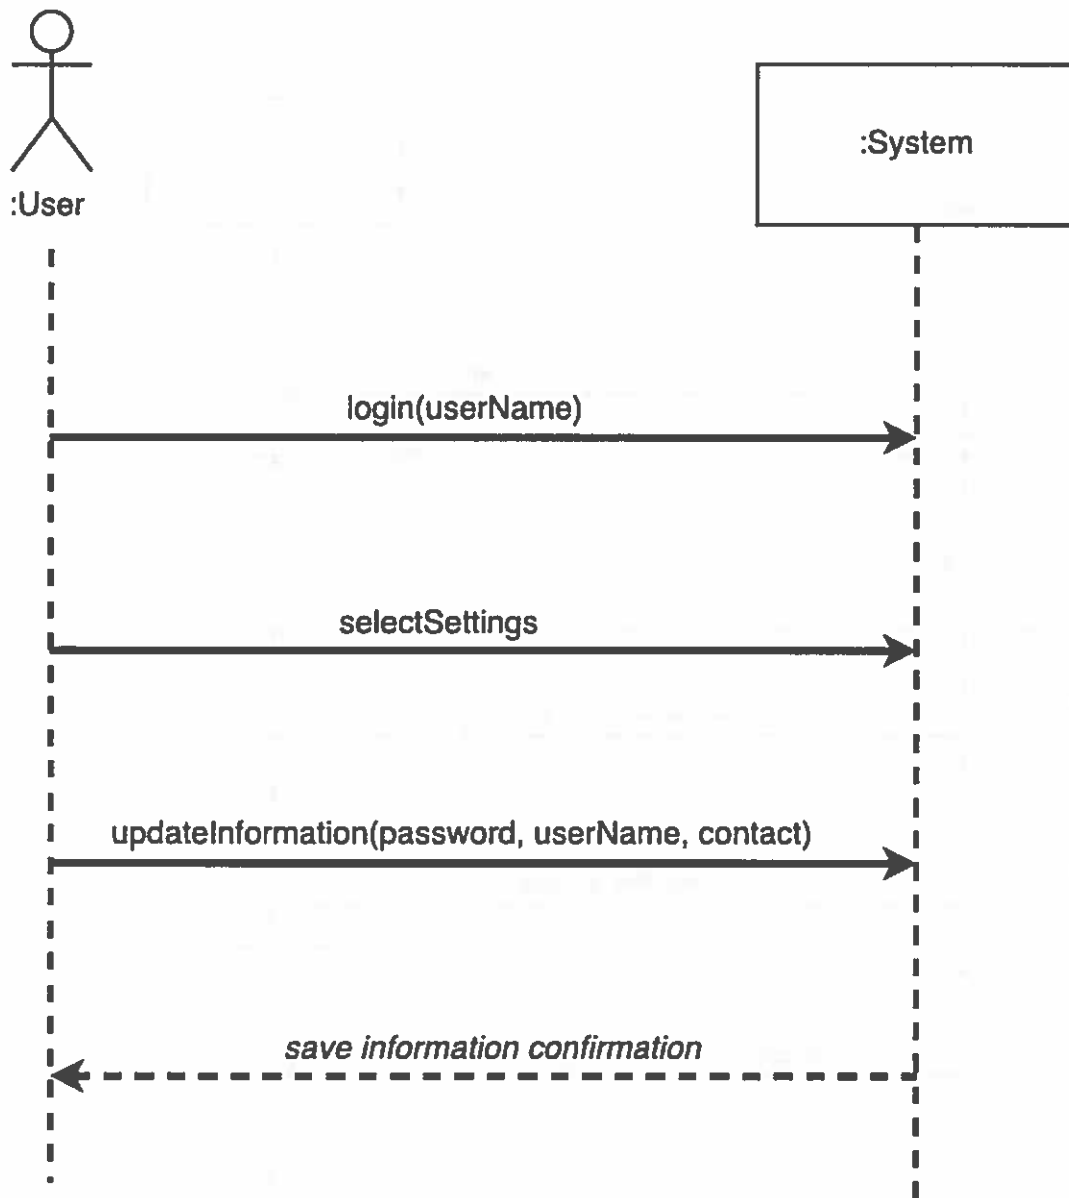 :System
:User
login(userName)
selectSettings
updateInformation(password, userName, contact)
save information confirmation